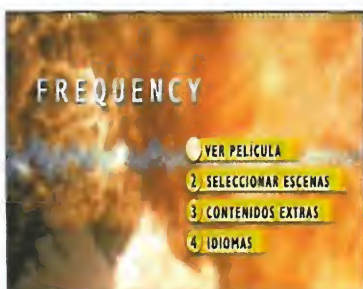 FREQUENCY
VER PELÍCULA
2 SELECCIONAR ESCENAS
3 CONTENIDOS EXTRAS
4 IDIOMAS